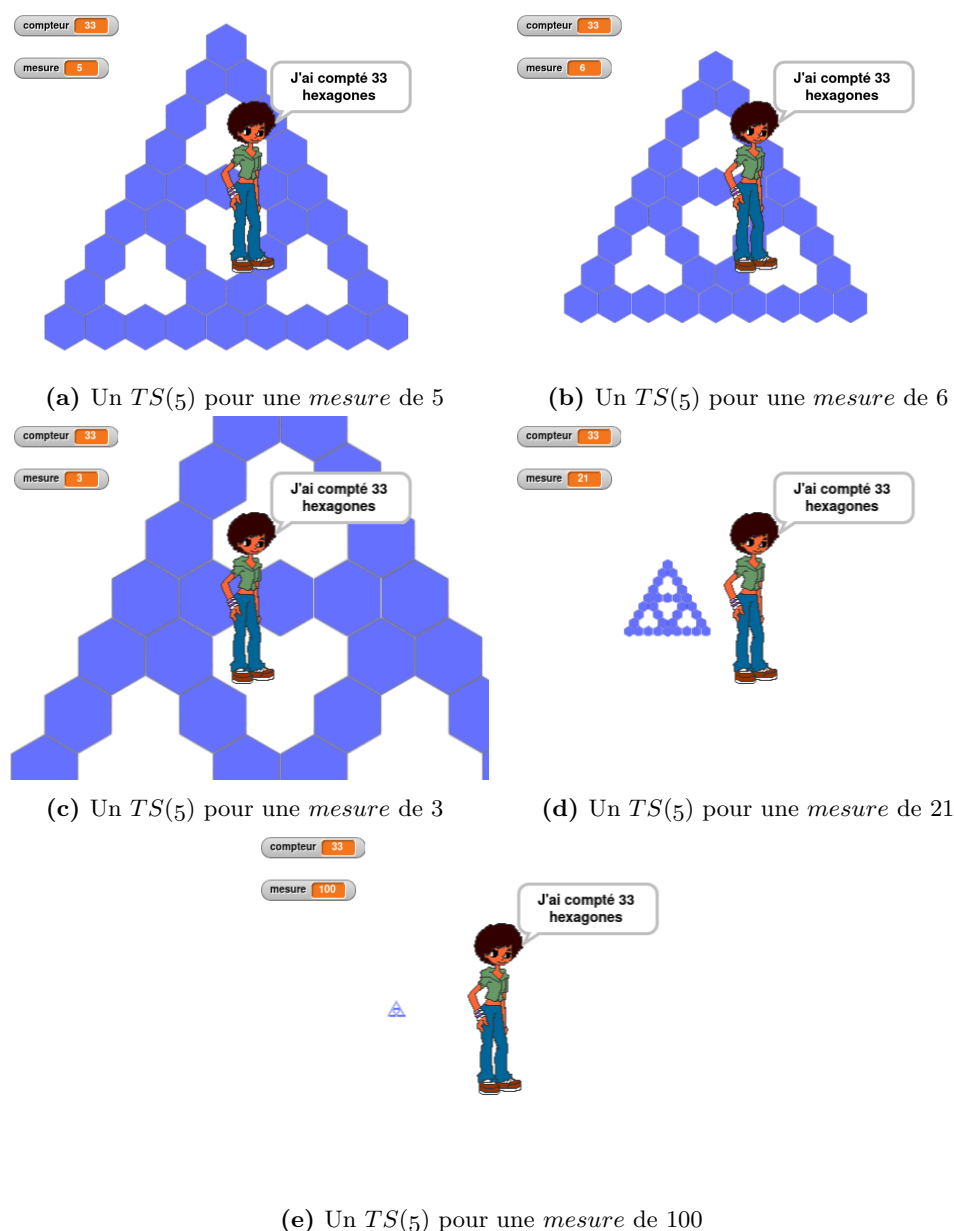 compteur 33
mesure 5
J'ai compté 33
hexagones
compteur 33
mesure 6
J'ai compté 33
hexagones
(a) Un TS(5) pour une mesure de 5
(b) Un TS(5) pour une mesure de 6
compteur 33
mesure 3
J'ai compté 33
hexagones
compteur 33
mesure 21
J'ai compté 33
hexagones
(c) Un TS(5) pour une mesure de 3
(d) Un TS(5) pour une mesure de 21
compteur 33
mesure 100
J'ai compté 33
hexagones
(e) Un TS(5) pour une mesure de 100